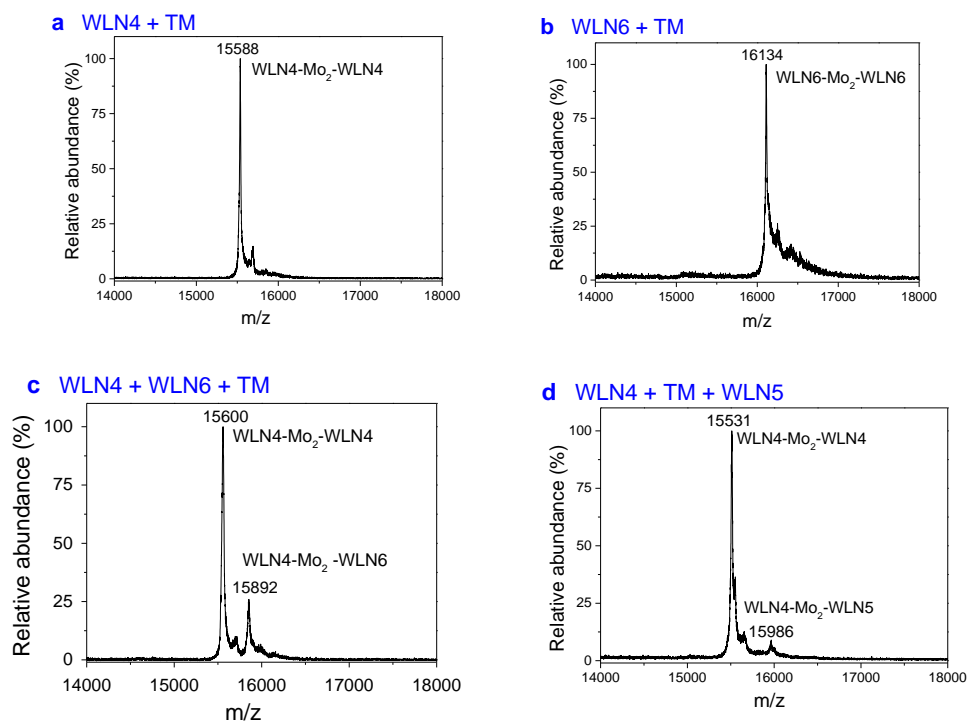 a WLN4 + TM
15588
WLN4-Mo2-WLN4
Relative abundance (%)
100
75
50
25
0
14000 15000 16000 17000 18000
m/z
b WLN6 + TM
16134
WLN6-Mo2-WLN6
Relative abundance (%)
100
75
50
25
0
14000 15000 16000 17000 18000
m/z
c WLN4 + WLN6 + TM
15600
WLN4-Mo2-WLN4
WLN4-Mo2 -WLN6
15892
Relative abundance (%)
100
75
50
25
0
14000 15000 16000 17000 18000
m/z
d WLN4 + TM + WLN5
15531
WLN4-Mo2-WLN4
WLN4-Mo2-WLN5
15986
Relative abundance (%)
100
75
50
25
0
14000 15000 16000 17000 18000
m/z